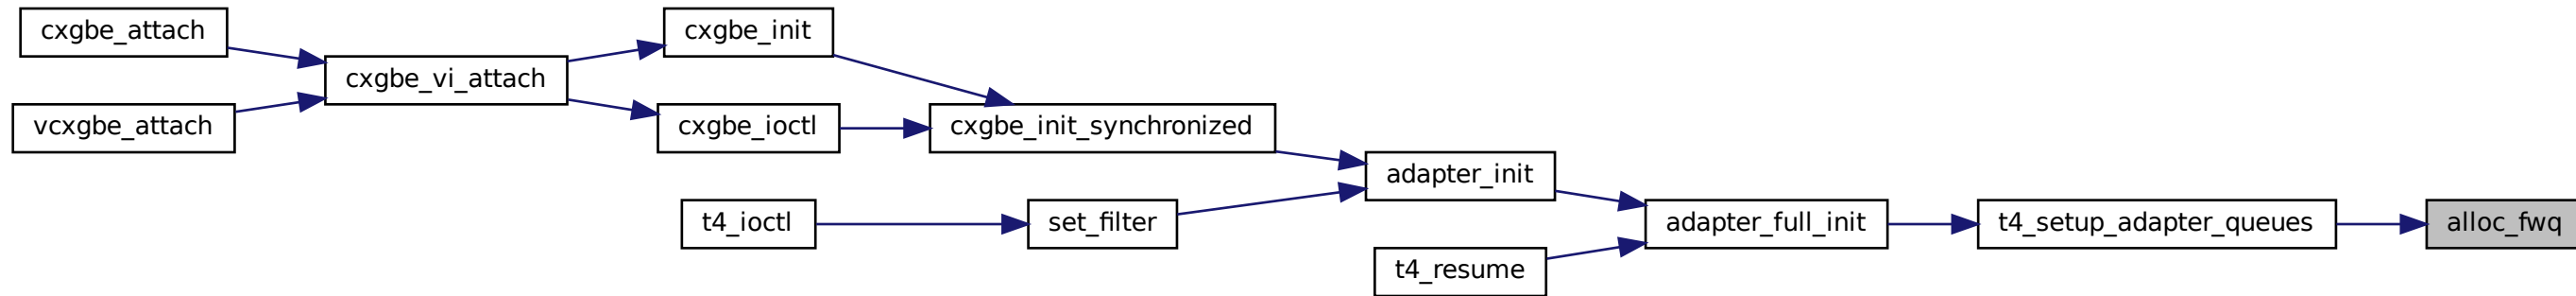 cxgbe_attach
vcxgbe_attach
cxgbe_vi_attach
cxgbe_init
cxgbe_ioctl
t4_ioctl
cxgbe_init_synchronized
set_filter
adapter_init
t4_resume
adapter_full_init
t4_setup_adapter_queues
alloc_fwq